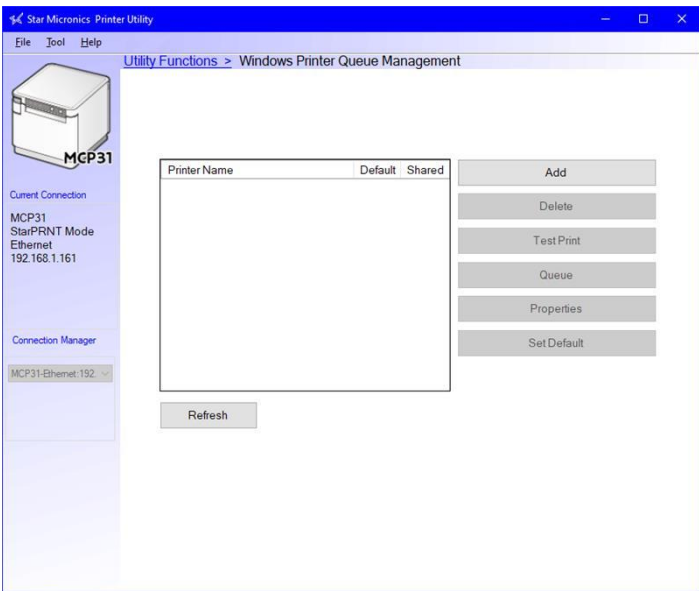 Star Micronics Printer Utility
File Tool Help
Utility Functions > Windows Printer Queue Management
MCP31
Current Connection
MCP31
StarPRNT Mode
Ethernet
192.168.1.161
Connection Manager
MCP31-Ethernet:192.
Printer Name Default Shared
Add
Delete
Test Print
Queue
Properties
Set Default
Refresh